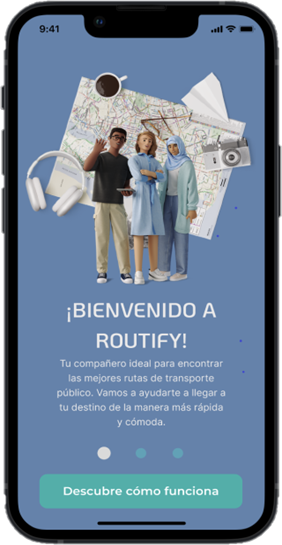 9:41
¡BIENVENIDO A
ROUTIFY!
Tu compañero ideal para encontrar
las mejores rutas de transporte
público. Vamos a ayudarte a llegar a
tu destino de la manera más rápida
y cómoda.
Descubre cómo funciona